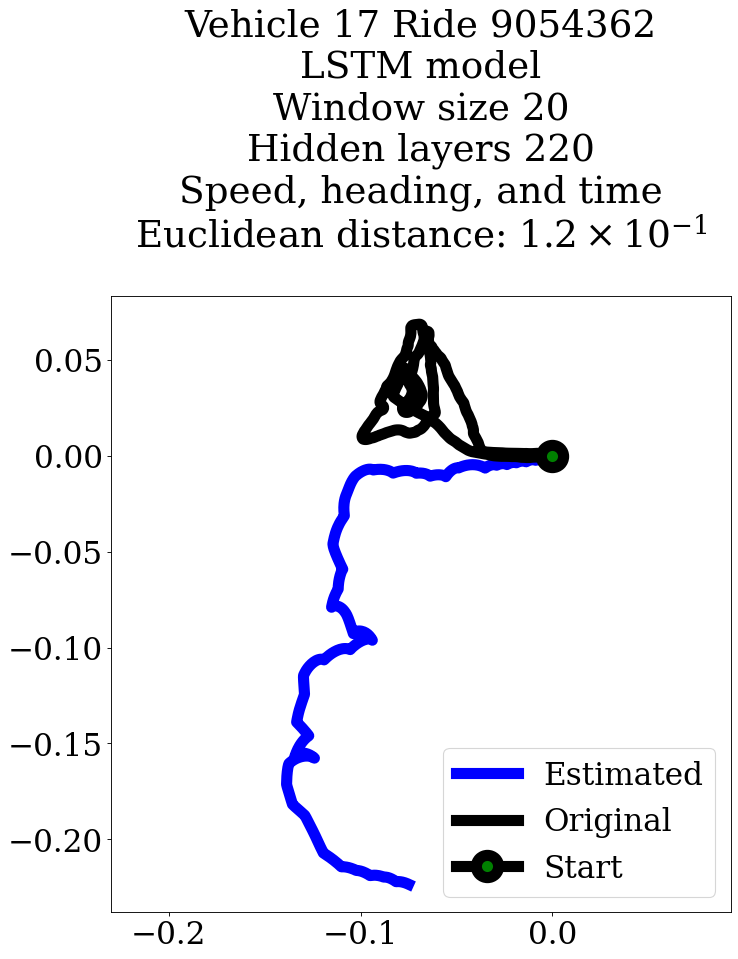 Vehicle 17 Ride 9054362
LSTM model
Window size 20
Hidden layers 220
Speed, heading, and time
Euclidean distance: 1.2 × 10⁻¹
0.05
0.00
−0.05
−0.10
−0.15
−0.20
Estimated
Original
Start
−0.2
−0.1
0.0